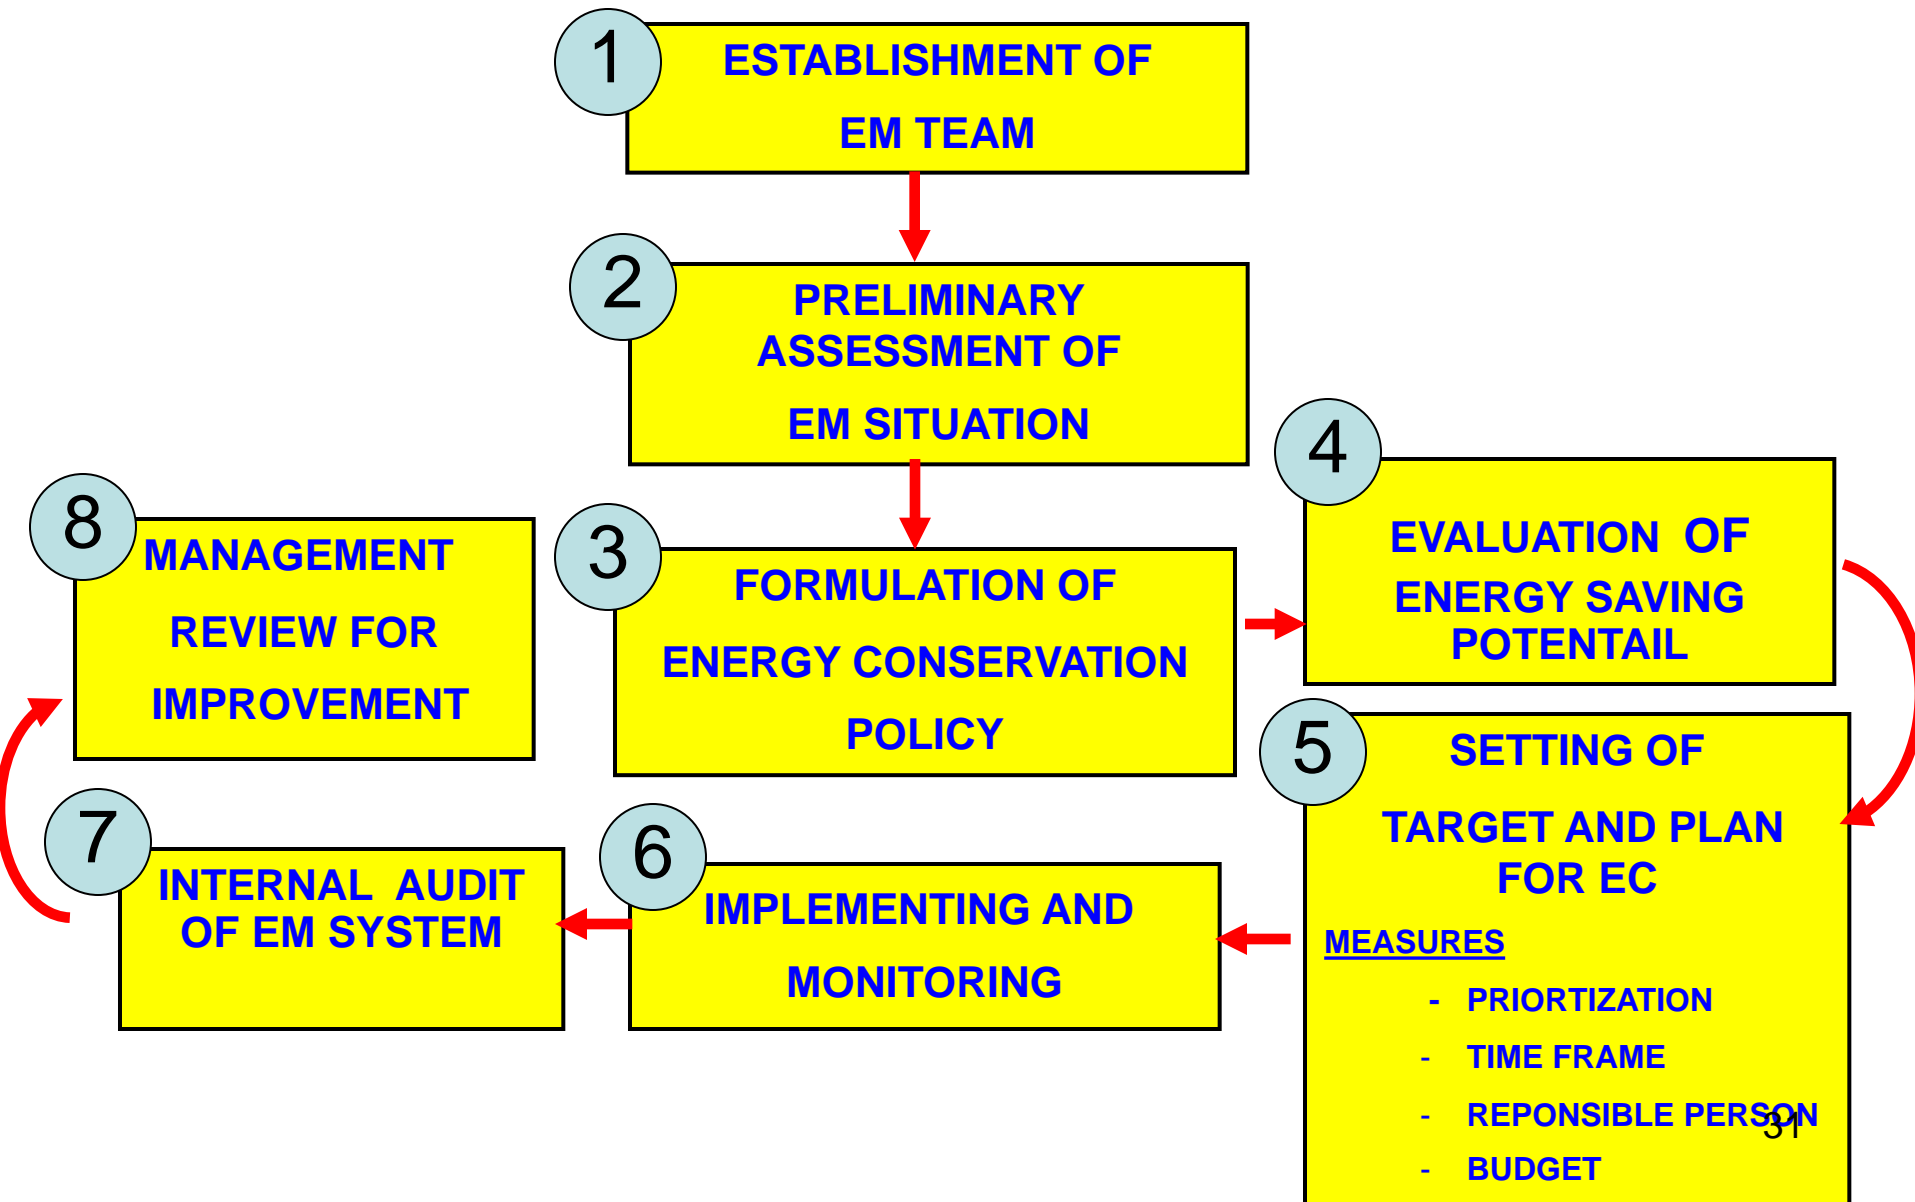 1
ESTABLISHMENT OF
EM TEAM
2
PRELIMINARY
ASSESSMENT OF
EM SITUATION
3
FORMULATION OF
ENERGY CONSERVATION
POLICY
4
EVALUATION OF
ENERGY SAVING
POTENTAIL
5
SETTING OF
TARGET AND PLAN
FOR EC
MEASURES
- PRIORTIZATION
- TIME FRAME
- REPONSIBLE PERSON
- BUDGET
6
IMPLEMENTING AND
MONITORING
7
INTERNAL AUDIT
OF EM SYSTEM
8
MANAGEMENT
REVIEW FOR
IMPROVEMENT
31